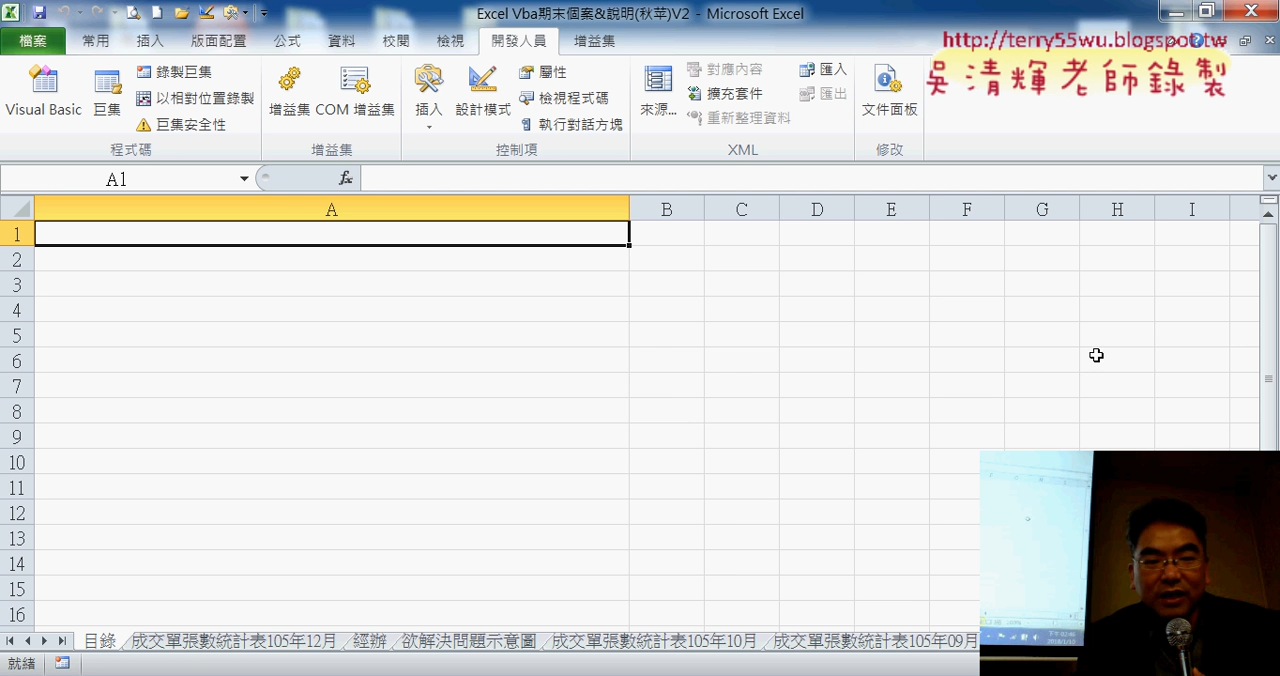 Excel Vba期末個案&說明(秋苹)V2 - Microsoft Excel
檔案 常用 插入 版面配置 公式 資料 校閱 檢視 開發人員 增益集
http://terry55wu.blogspot.tw
吳清輝老師錄製
Visual Basic
巨集
錄製巨集
以相對位置錄製
巨集安全性
程式碼
增益集
COM 增益集
增益集
插入
設計模式
屬性
檢視程式碼
執行對話方塊
控制項
來源...
對應內容
擴充套件
重新整理資料
匯入
匯出
XML
文件面板
修改
A1
fx
A B C D E F G H I
1
2
3
4
5
6
7
8
9
10
11
12
13
14
15
16
目錄 成交單張數統計表105年12月 經辦 欲解決問題示意圖 成交單張數統計表105年10月 成交單張數統計表105年09月
就緒